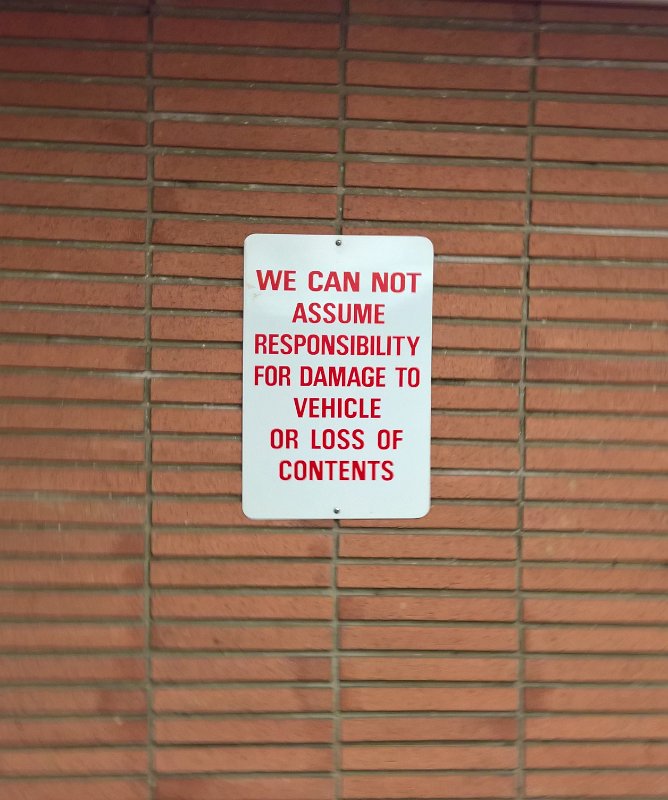 WE CAN NOT
ASSUME
RESPONSIBILITY
FOR DAMAGE TO
VEHICLE
OR LOSS OF
CONTENTS